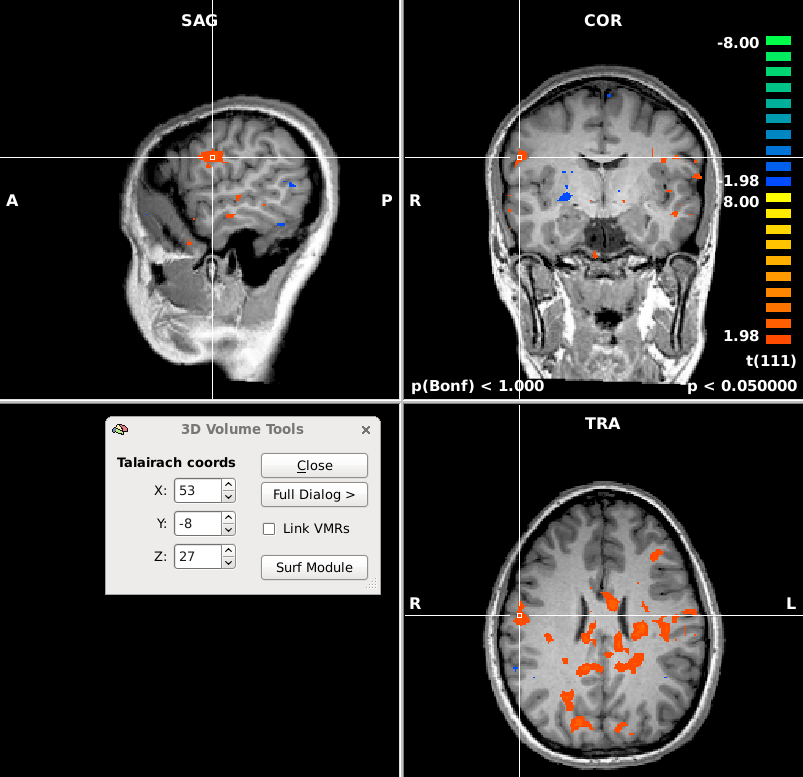 SAG
A
P
COR
-8.00
R
-1.98
8.00
1.98
t(111)
p(Bonf) < 1.000
p < 0.050000
3D Volume Tools
Talairach coords
Close
X: 53
Full Dialog >
Y: -8
Link VMRs
Z: 27
Surf Module
TRA
R
L